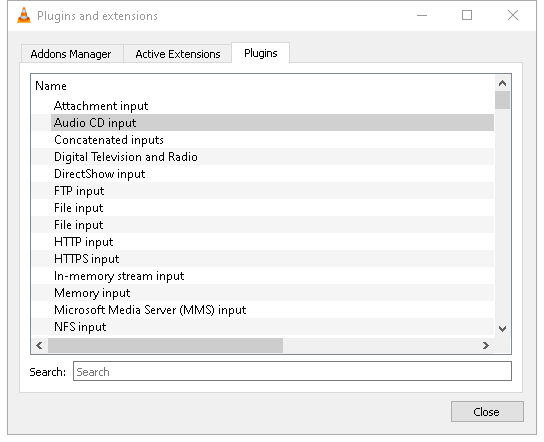 Plugins and extensions
Addons Manager
Active Extensions
Plugins
Name
Attachment input
Audio CD input
Concatenated inputs
Digital Television and Radio
DirectShow input
FTP input
File input
File input
HTTP input
HTTPS input
In-memory stream input
Memory input
Microsoft Media Server (MMS) input
NFS input
Search:
Search
Close